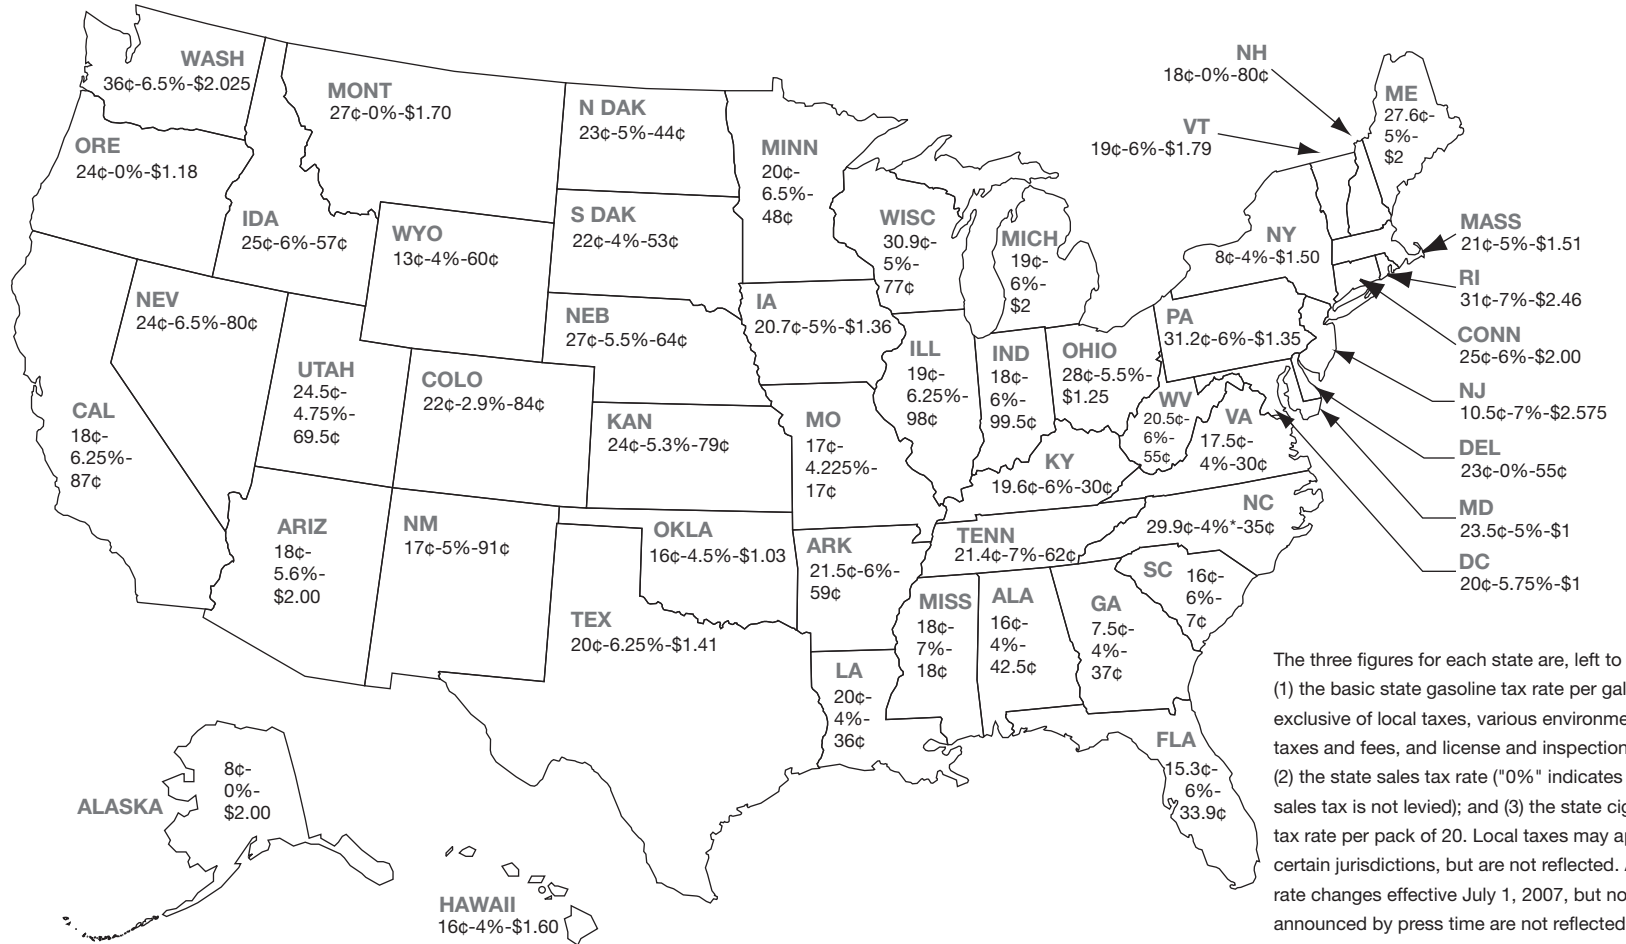 WASH
36¢-6.5%-$2.025
MONT
27¢-0%-$1.70
N DAK
23¢-5%-44¢
MINN
20¢-
6.5%-
48¢
ORE
24¢-0%-$1.18
IDA
25¢-6%-57¢
WYO
13¢-4%-60¢
S DAK
22¢-4%-53¢
WISC
30.9¢-
5%-
77¢
MICH
19¢-
6%-
$2
NH
18¢-0%-80¢
VT
19¢-6%-$1.79
ME
27.6¢-
5%-
$2
NY
8¢-4%-$1.50
MASS
21¢-5%-$1.51
RI
31¢-7%-$2.46
CONN
25¢-6%-$2.00
NJ
10.5¢-7%-$2.575
DEL
23¢-0%-55¢
MD
23.5¢-5%-$1
DC
20¢-5.75%-$1
NEV
24¢-6.5%-80¢
UTAH
24.5¢-
4.75%-
69.5¢
COLO
22¢-2.9%-84¢
NEB
27¢-5.5%-64¢
IA
20.7¢-5%-$1.36
ILL
19¢-
6.25%-
98¢
IND
18¢-
6%-
99.5¢
OHIO
28¢-5.5%-
$1.25
PA
31.2¢-6%-$1.35
WV
20.5¢-
6%-
55¢
VA
17.5¢-
4%-30¢
CAL
18¢-
6.25%-
87¢
KAN
24¢-5.3%-79¢
MO
17¢-
4.225%-
17¢
KY
19.6¢-6%-30¢
NC
29.9¢-4%*-35¢
ARIZ
18¢-
5.6%-
$2.00
NM
17¢-5%-91¢
OKLA
16¢-4.5%-$1.03
ARK
21.5¢-6%-
59¢
TENN
21.4¢-7%-62¢
SC
16¢-
6%-
7¢
TEX
20¢-6.25%-$1.41
LA
20¢-
4%-
36¢
MISS
18¢-
7%-
18¢
ALA
16¢-
4%-
42.5¢
GA
7.5¢-
4%-
37¢
FLA
15.3¢-
6%-
33.9¢
ALASKA
8¢-
0%-
$2.00
HAWAII
16¢-4%-$1.60
The three figures for each state are, left to
(1) the basic state gasoline tax rate per gal
exclusive of local taxes, various environme
taxes and fees, and license and inspection
(2) the state sales tax rate ("0%" indicates
sales tax is not levied); and (3) the state cig
tax rate per pack of 20. Local taxes may ap
certain jurisdictions, but are not reflected.
rate changes effective July 1, 2007, but no
announced by press time are not reflected